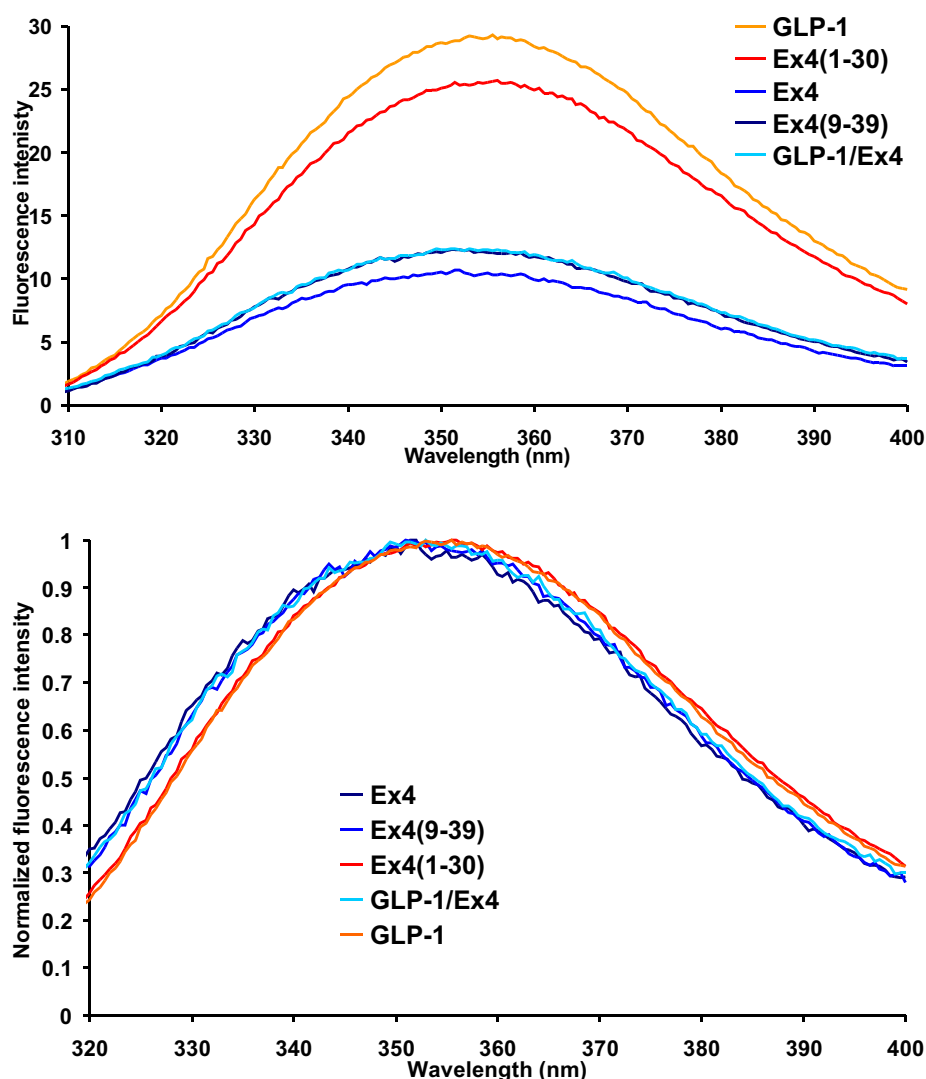 30
25
20
15
10
5
0
Fluorescence intenisty
310 320 330 340 350 360 370 380 390 400
Wavelength (nm)
GLP-1
Ex4(1-30)
Ex4
Ex4(9-39)
GLP-1/Ex4
1
0.9
0.8
0.7
0.6
0.5
0.4
0.3
0.2
0.1
0
Normalized fluorescence intensity
Ex4
Ex4(9-39)
Ex4(1-30)
GLP-1/Ex4
GLP-1
320 330 340 350 360 370 380 390 400
Wavelength (nm)